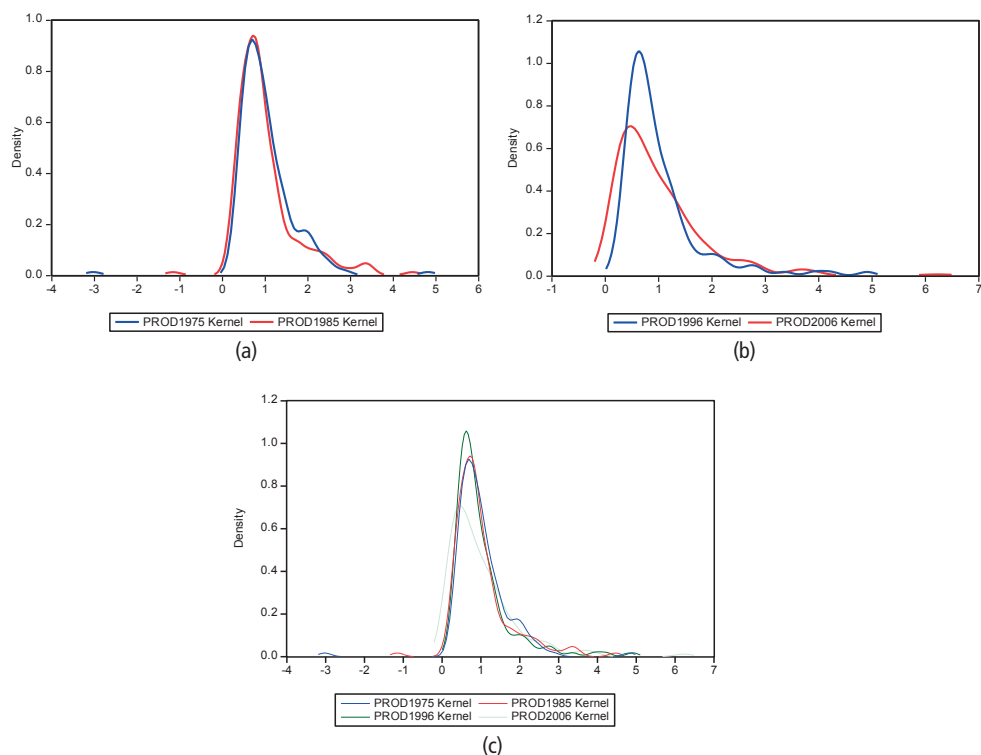 1.0
0.8
0.6
0.4
0.2
0.0
Density
-4 -3 -2 -1 0 1 2 3 4 5 6
PROD1975 Kernel PROD1985 Kernel
(a)
1.2
1.0
0.8
0.6
0.4
0.2
0.0
Density
-1 0 1 2 3 4 5 6 7
PROD1996 Kernel PROD2006 Kernel
(b)
1.2
1.0
0.8
0.6
0.4
0.2
0.0
Density
-4 -3 -2 -1 0 1 2 3 4 5 6 7
PROD1975 Kernel PROD1985 Kernel
PROD1996 Kernel PROD2006 Kernel
(c)